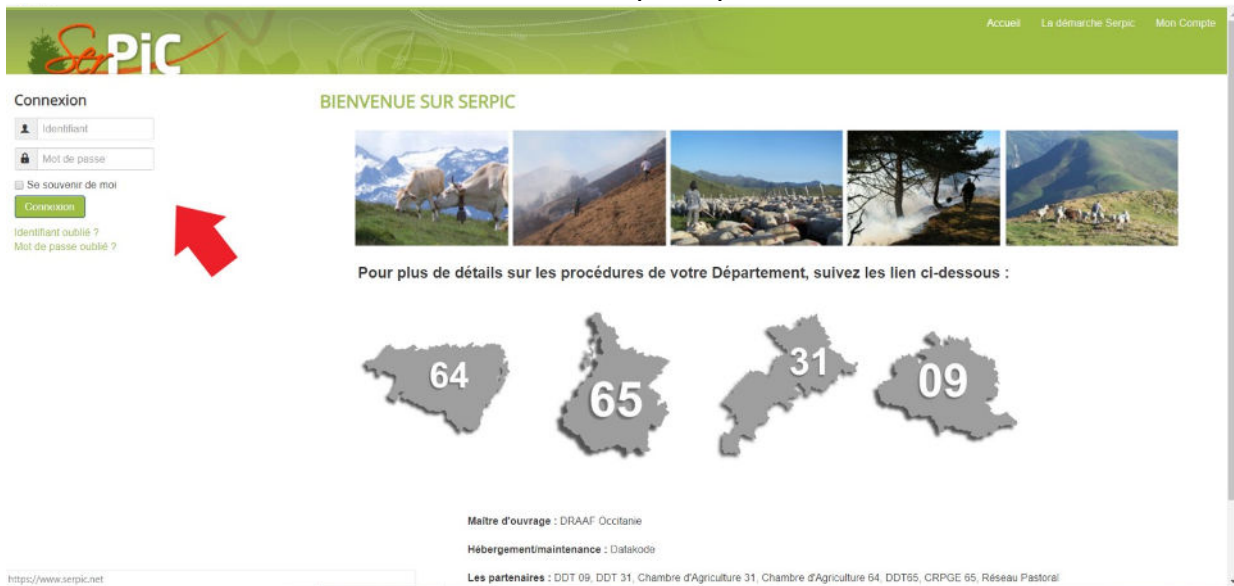 SerPiC
Accueil La démarche Serpic Mon Compte
Connexion
Identifiant
Mot de passe
Se souvenir de moi
Connexion
Identifiant oublié ?
Mot de passe oublié ?
BIENVENUE SUR SERPIC
Pour plus de détails sur les procédures de votre Département, suivez les lien ci-dessous :
64
65
31
09
Maître d'ouvrage : DRAAF Occitanie
Hébergement/maintenance : Datakode
Les partenaires : DDT 09, DDT 31, Chambre d'Agriculture 31, Chambre d'Agriculture 64, DDT65, CRPGE 65, Réseau Pastoral
https://www.serpic.net